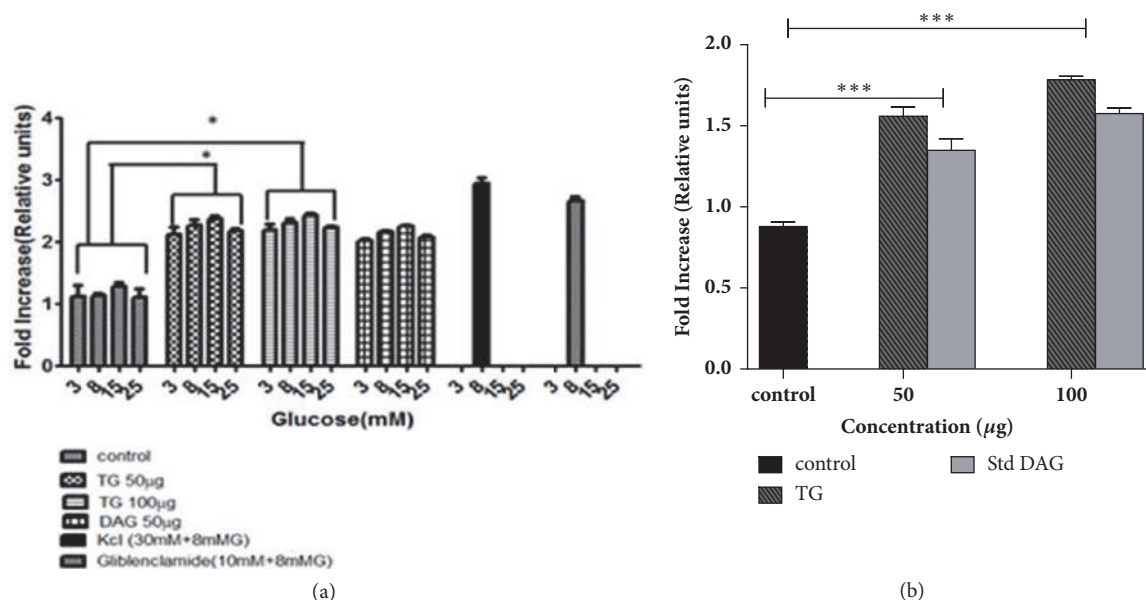 Fold Increase(Relative units)
4
3
2
1
0
*
*
3 8 15 25 3 8 15 25 3 8 15 25 3 8 15 25 3 8 15 25 3 8 15 25
Glucose(mM)
control
TG 50µg
TG 100µg
DAG 50µg
Kcl (30mM+8mMG)
Gliblenclamide(10mM+8mMG)
(a)
Fold Increase (Relative units)
2.0
1.5
1.0
0.5
0.0
***
***
control 50 100
Concentration (µg)
control Std DAG
TG
(b)